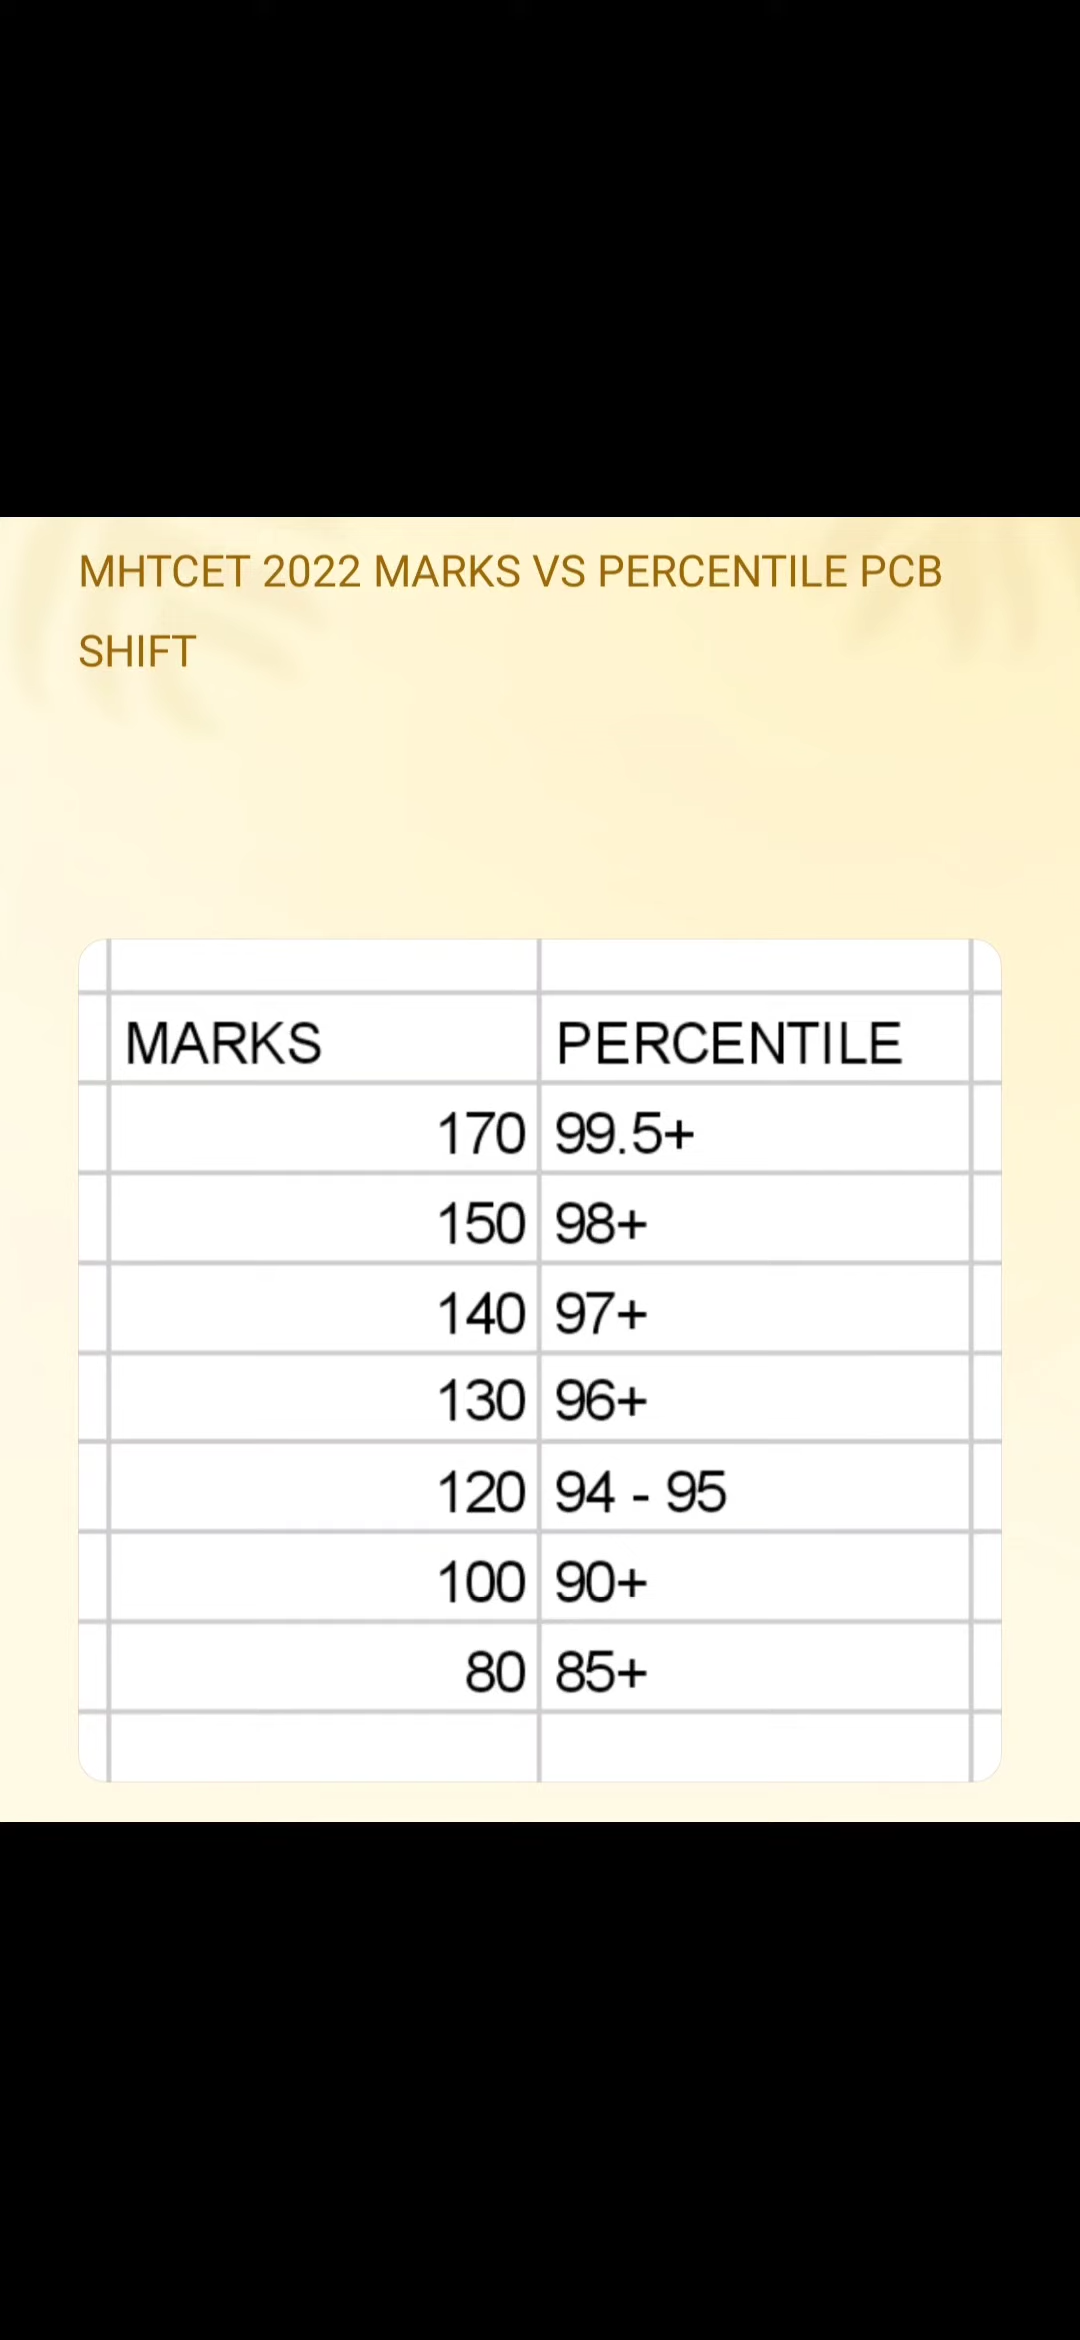 MHTCET 2022 MARKS VS PERCENTILE PCB
SHIFT
MARKS PERCENTILE
170 99.5+
150 98+
140 97+
130 96+
120 94 - 95
100 90+
80 85+